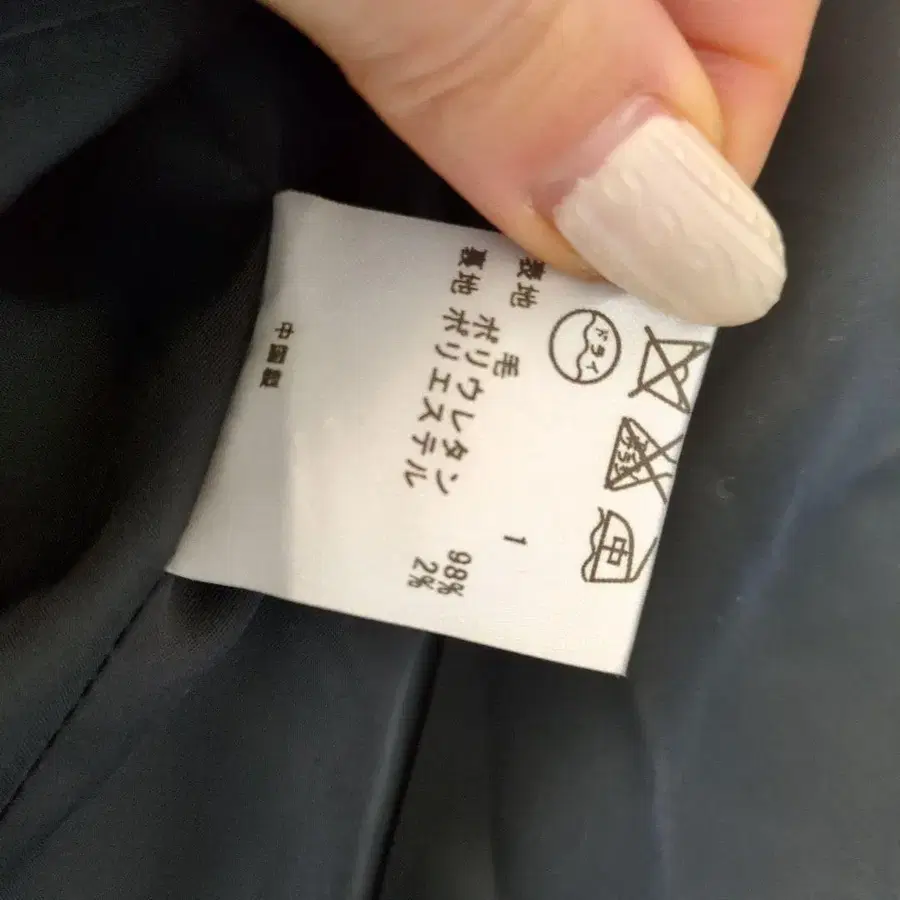 ドライ 中
1
表地 毛 98%
ポリウレタン 2%
裏地 ポリエステル
中国製